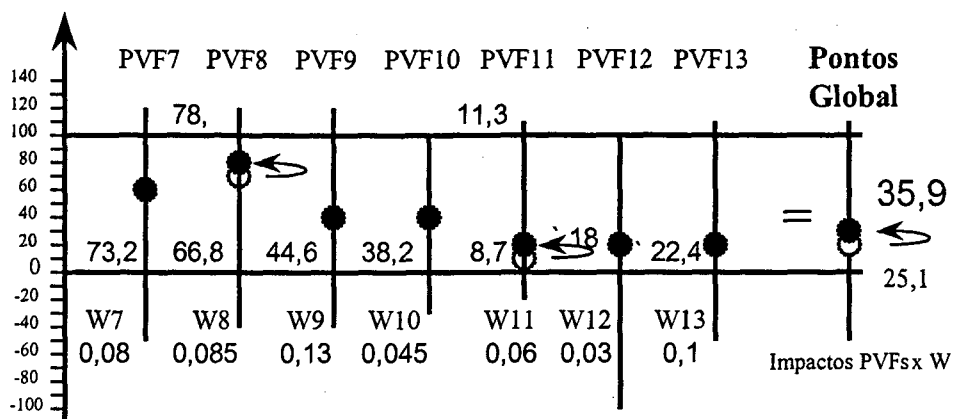 PVF7 PVF8 PVF9 PVF10 PVF11 PVF12 PVF13 Pontos
Global
140
120
100
80
60
40
20
0
-20
-40
-60
-80
-100
78, 11,3
73,2 66,8 44,6 38,2 8,7 18 22,4 = 35,9
25,1
W7 W8 W9 W10 W11 W12 W13
0,08 0,085 0,13 0,045 0,06 0,03 0,1
Impactos PVFs x W